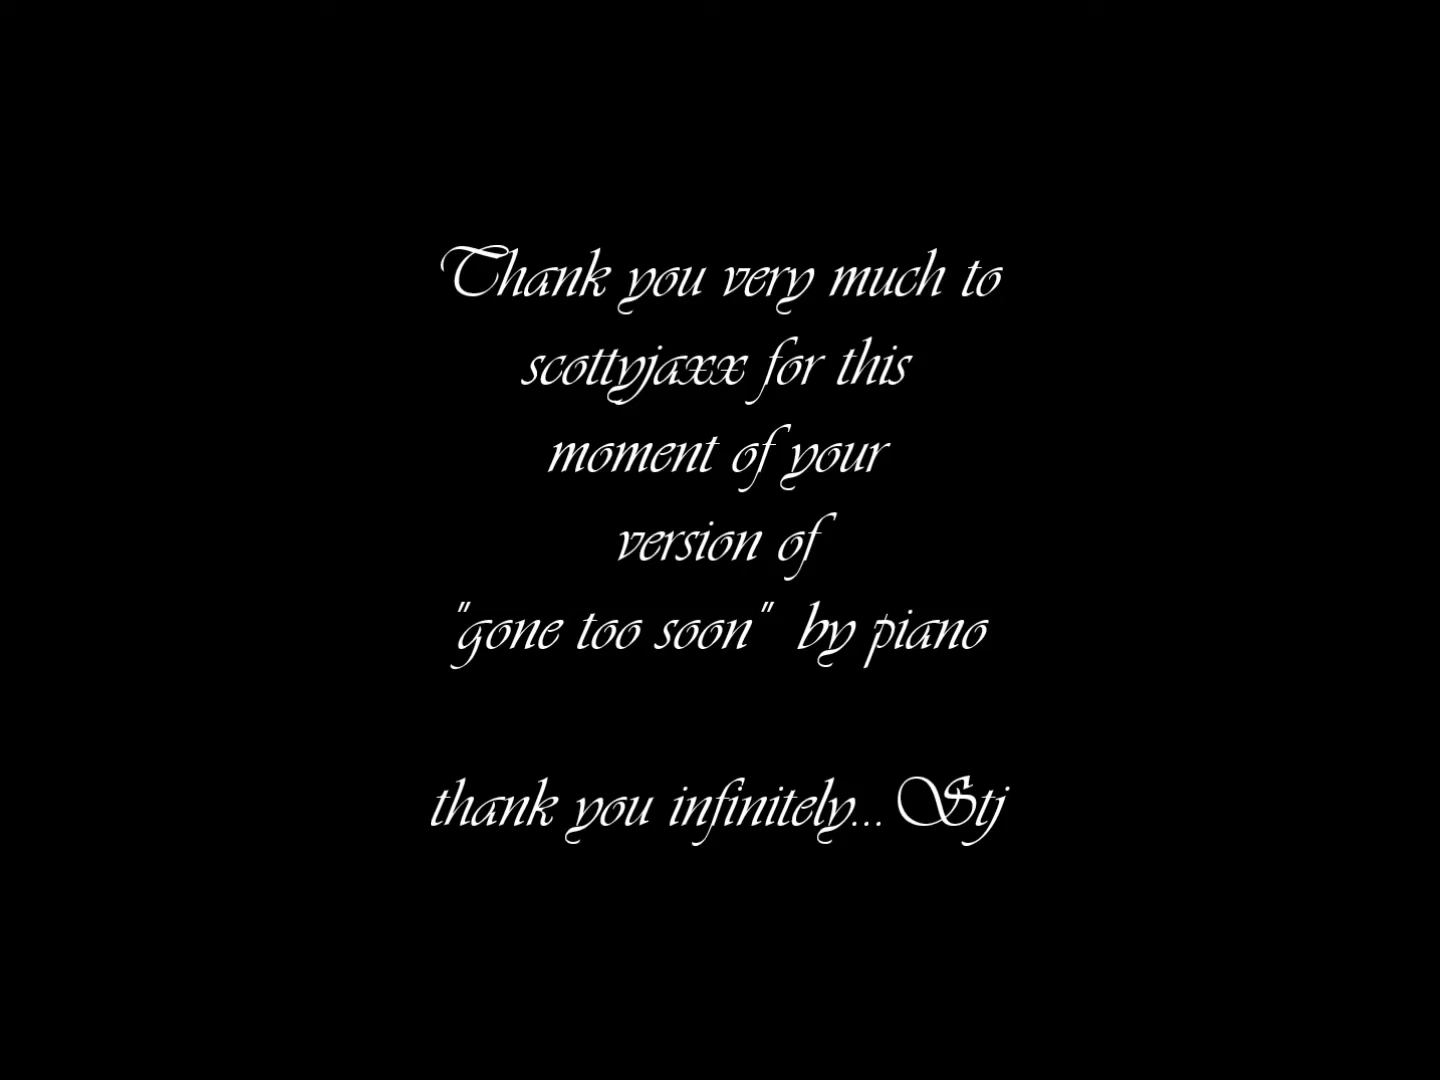 Thank you very much to
scottyjaxx for this
moment of your
version of
"gone too soon" by piano
thank you infinitely...Stj